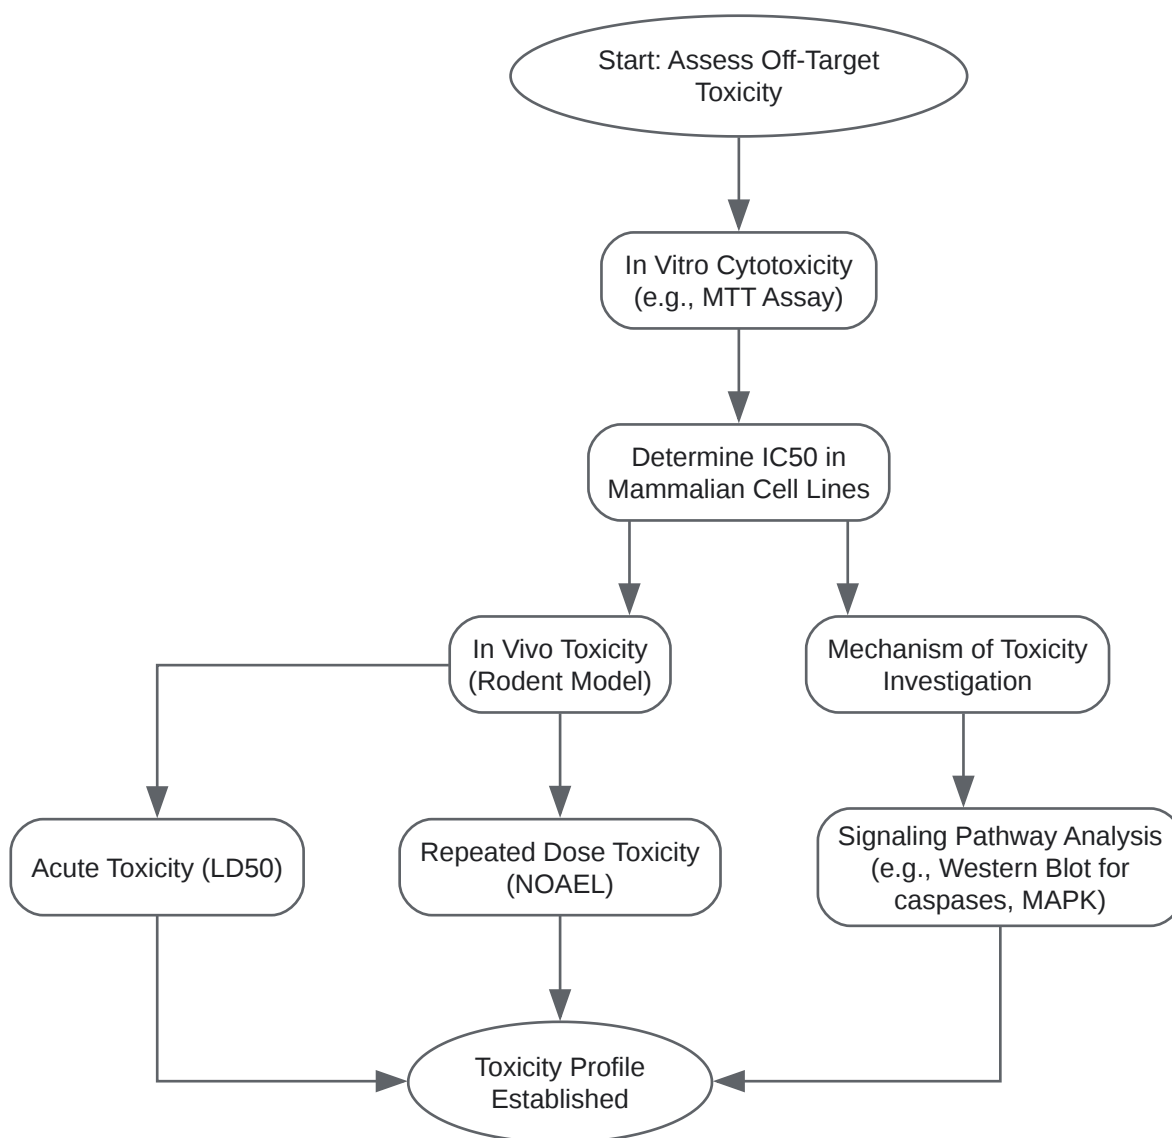 Start: Assess Off-Target
Toxicity
In Vitro Cytotoxicity
(e.g., MTT Assay)
Determine IC50 in
Mammalian Cell Lines
In Vivo Toxicity
(Rodent Model)
Mechanism of Toxicity
Investigation
Acute Toxicity (LD50)
Repeated Dose Toxicity
(NOAEL)
Signaling Pathway Analysis
(e.g., Western Blot for
caspases, MAPK)
Toxicity Profile
Established